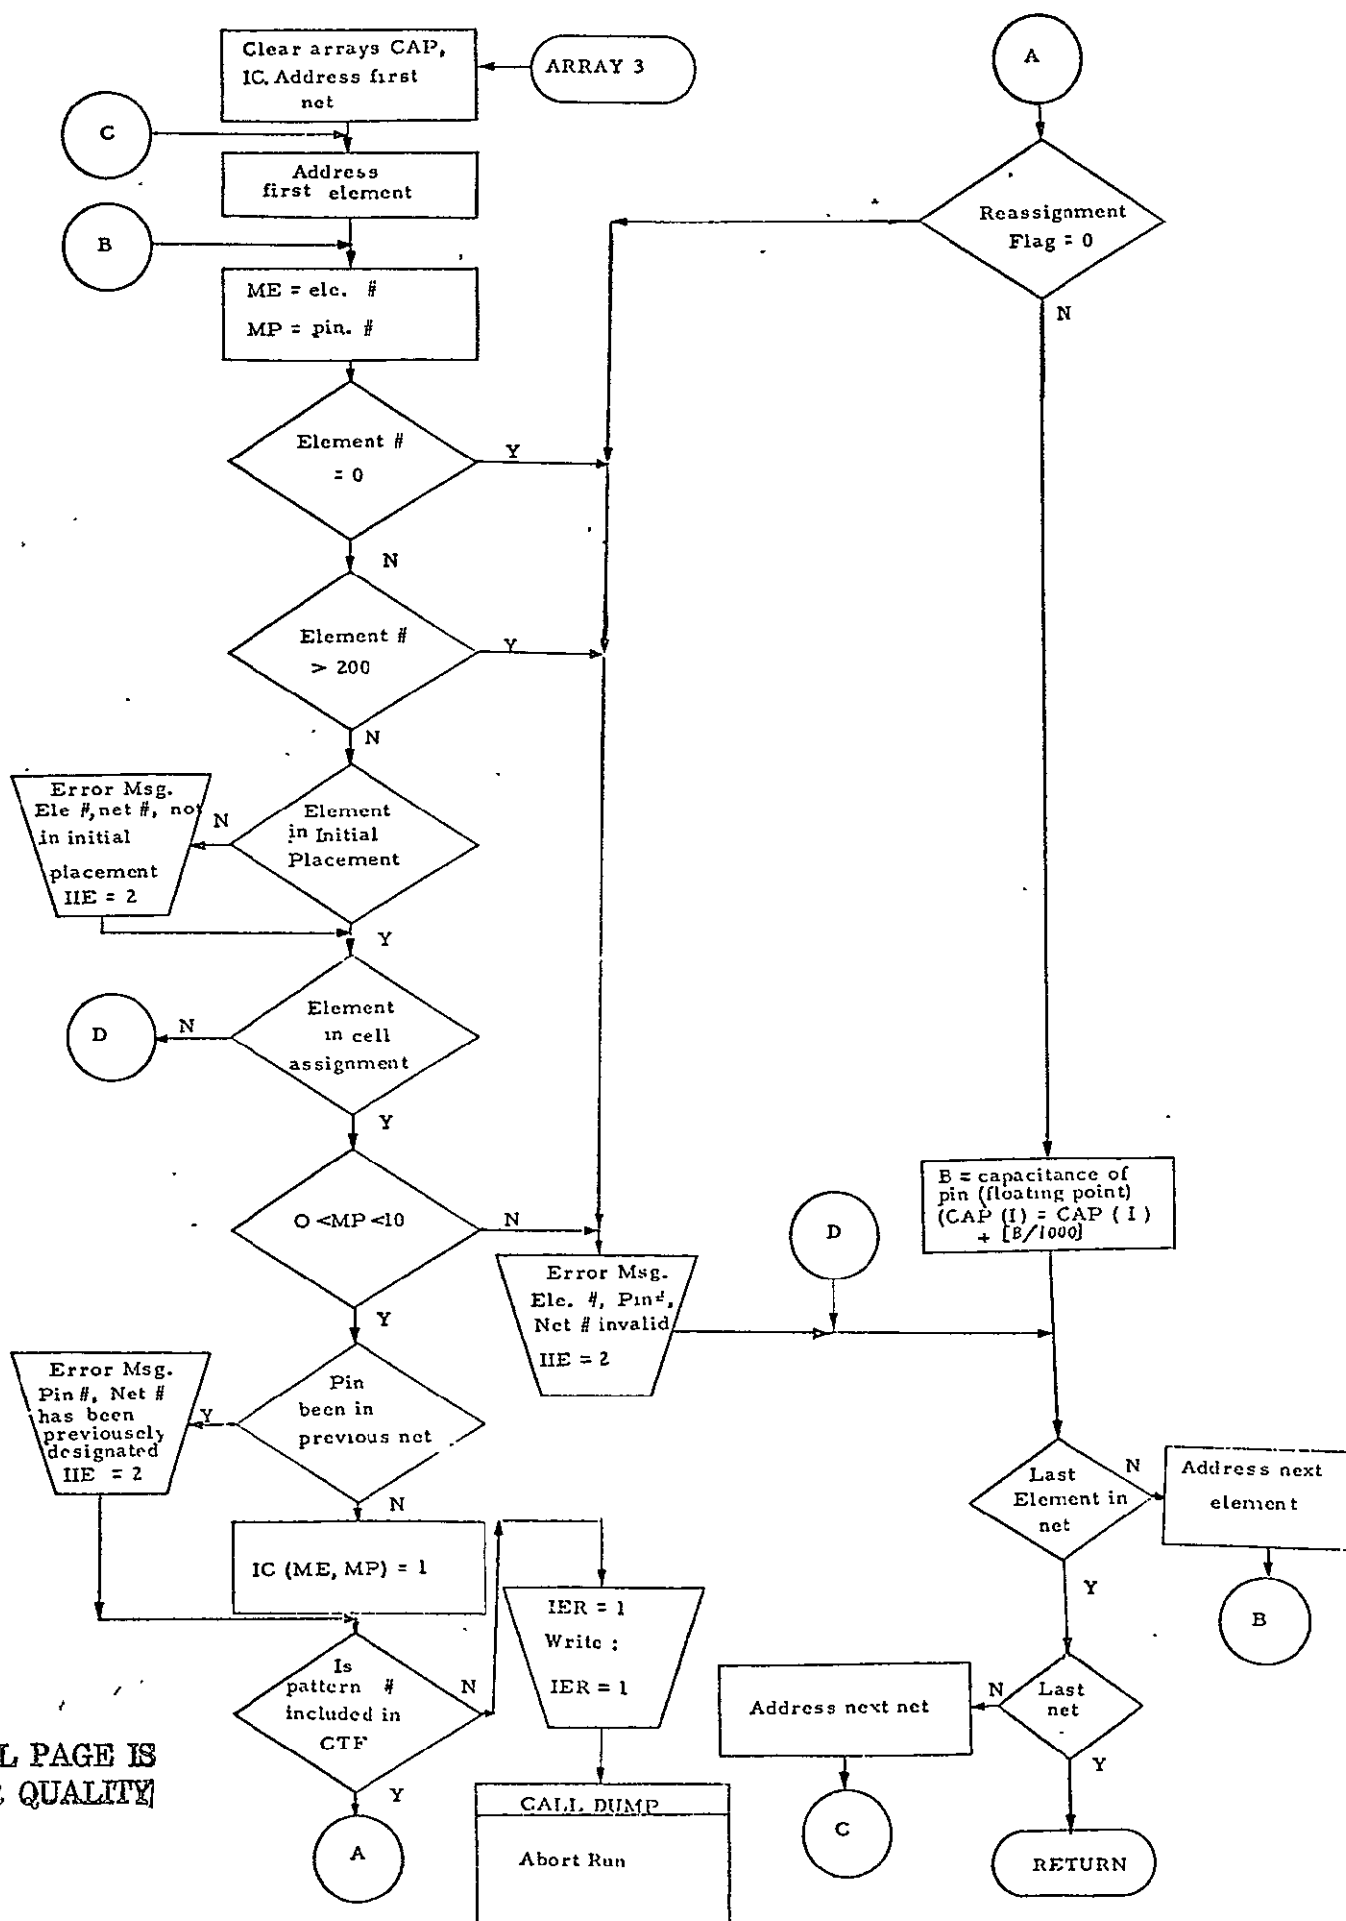 Clear arrays CAP,
IC. Address first
net
ARRAY 3
A
C
Address
first element
Reassignment
Flag = 0
B
N
ME = ele. #
MP = pin. #
Element #
= 0
Y
N
Element #
> 200
Y
N
Error Msg.
Ele #, net #, not
in initial
placement
IIE = 2
N
Element
in Initial
Placement
Y
D
N
Element
in cell
assignment
Y
B = capacitance of
pin (floating point)
(CAP (I) = CAP ( I )
+ [B/1000]
O < MP < 10
N
D
Y
Error Msg.
Ele. #, Pin#,
Net # invalid
IIE = 2
Error Msg.
Pin #, Net #
has been
previousely
designated
IIE = 2
Y
Pin
been in
previous net
N
Last
Element in
net
N
Address next
element
Y
B
IC (ME, MP) = 1
IER = 1
Write :
IER = 1
Is
pattern #
included in
CTF
N
Y
Address next net
N
Last
net
Y
L PAGE IS
QUALITY
A
CALL DUMP
Abort Run
C
RETURN